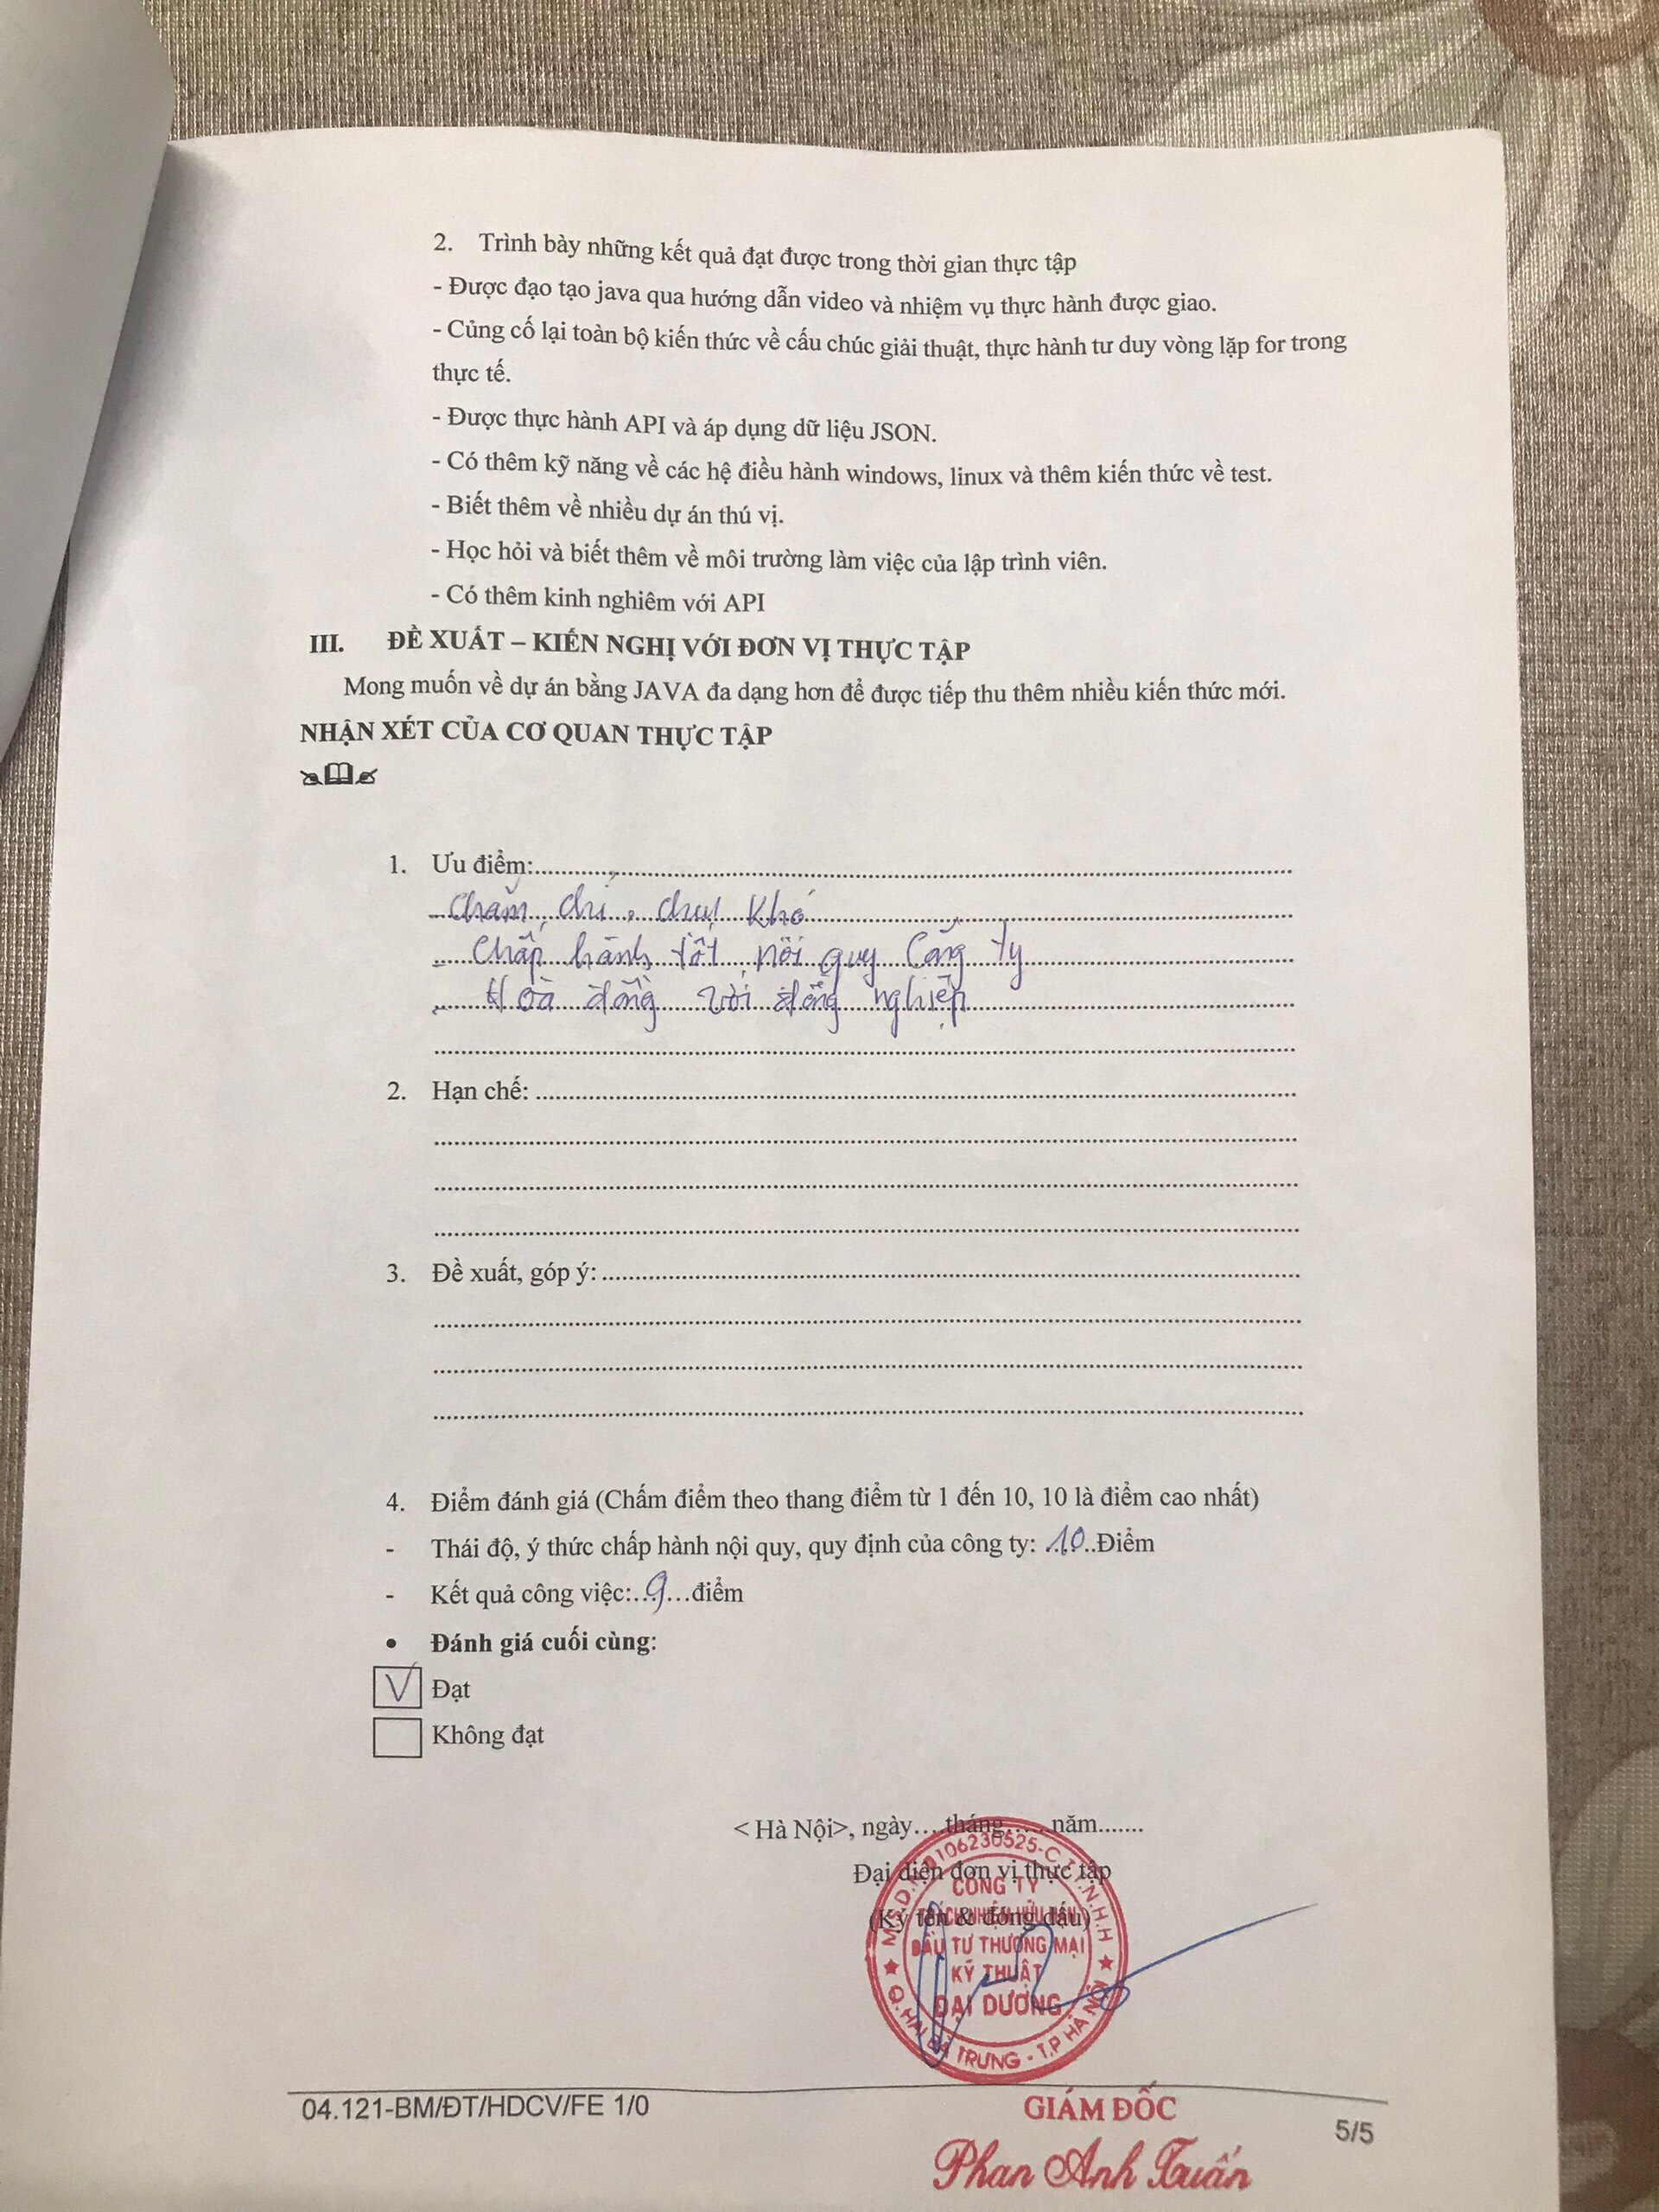 2. Trình bày những kết quả đạt được trong thời gian thực tập
- Được đạo tạo java qua hướng dẫn video và nhiệm vụ thực hành được giao.
- Củng cố lại toàn bộ kiến thức về cấu chúc giải thuật, thực hành tư duy vòng lặp for trong
thực tế.
- Được thực hành API và áp dụng dữ liệu JSON.
- Có thêm kỹ năng về các hệ điều hành windows, linux và thêm kiến thức về test.
- Biết thêm về nhiều dự án thú vị.
- Học hỏi và biết thêm về môi trường làm việc của lập trình viên.
- Có thêm kinh nghiêm với API
III. ĐỀ XUẤT – KIẾN NGHỊ VỚI ĐƠN VỊ THỰC TẬP
Mong muốn về dự án bằng JAVA đa dạng hơn để được tiếp thu thêm nhiều kiến thức mới.
NHẬN XÉT CỦA CƠ QUAN THỰC TẬP
1. Ưu điểm:
- Chăm chỉ, chịu khó
- Chấp hành tốt nội quy Công ty
- Hoà đồng với đồng nghiệp
2. Hạn chế:
3. Đề xuất, góp ý:
4. Điểm đánh giá (Chấm điểm theo thang điểm từ 1 đến 10, 10 là điểm cao nhất)
- Thái độ, ý thức chấp hành nội quy, quy định của công ty: 10 Điểm
- Kết quả công việc: 9 điểm
• Đánh giá cuối cùng:
V Đạt
Không đạt
< Hà Nội>, ngày....tháng......năm.......
Đại diện đơn vị thực tập
(Ký tên & đóng dấu)
M.S.D.N: 0106230525-C.T.T.N.H.H
CÔNG TY
TRÁCH NHIỆM HỮU HẠN
ĐẦU TƯ THƯƠNG MẠI
KỸ THUẬT
ĐẠI DƯƠNG
Q. HAI BÀ TRƯNG - T.P HÀ NỘI
04.121-BM/ĐT/HDCV/FE 1/0
GIÁM ĐỐC
5/5
Phan Anh Tuấn